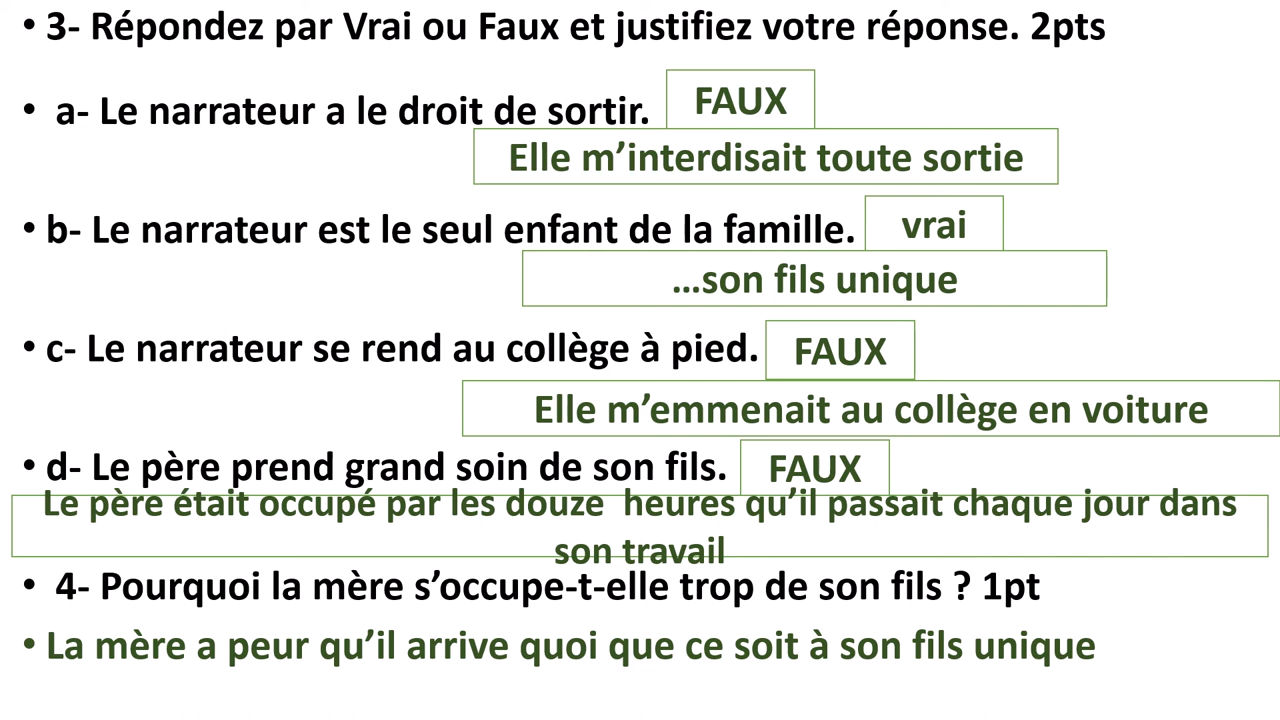 • 3- Répondez par Vrai ou Faux et justifiez votre réponse. 2pts
• a- Le narrateur a le droit de sortir. FAUX
Elle m’interdisait toute sortie
• b- Le narrateur est le seul enfant de la famille. vrai
…son fils unique
• c- Le narrateur se rend au collège à pied. FAUX
Elle m’emmenait au collège en voiture
• d- Le père prend grand soin de son fils. FAUX
Le père était occupé par les douze  heures qu’il passait chaque jour dans
son travail
• 4- Pourquoi la mère s’occupe-t-elle trop de son fils ? 1pt
• La mère a peur qu’il arrive quoi que ce soit à son fils unique